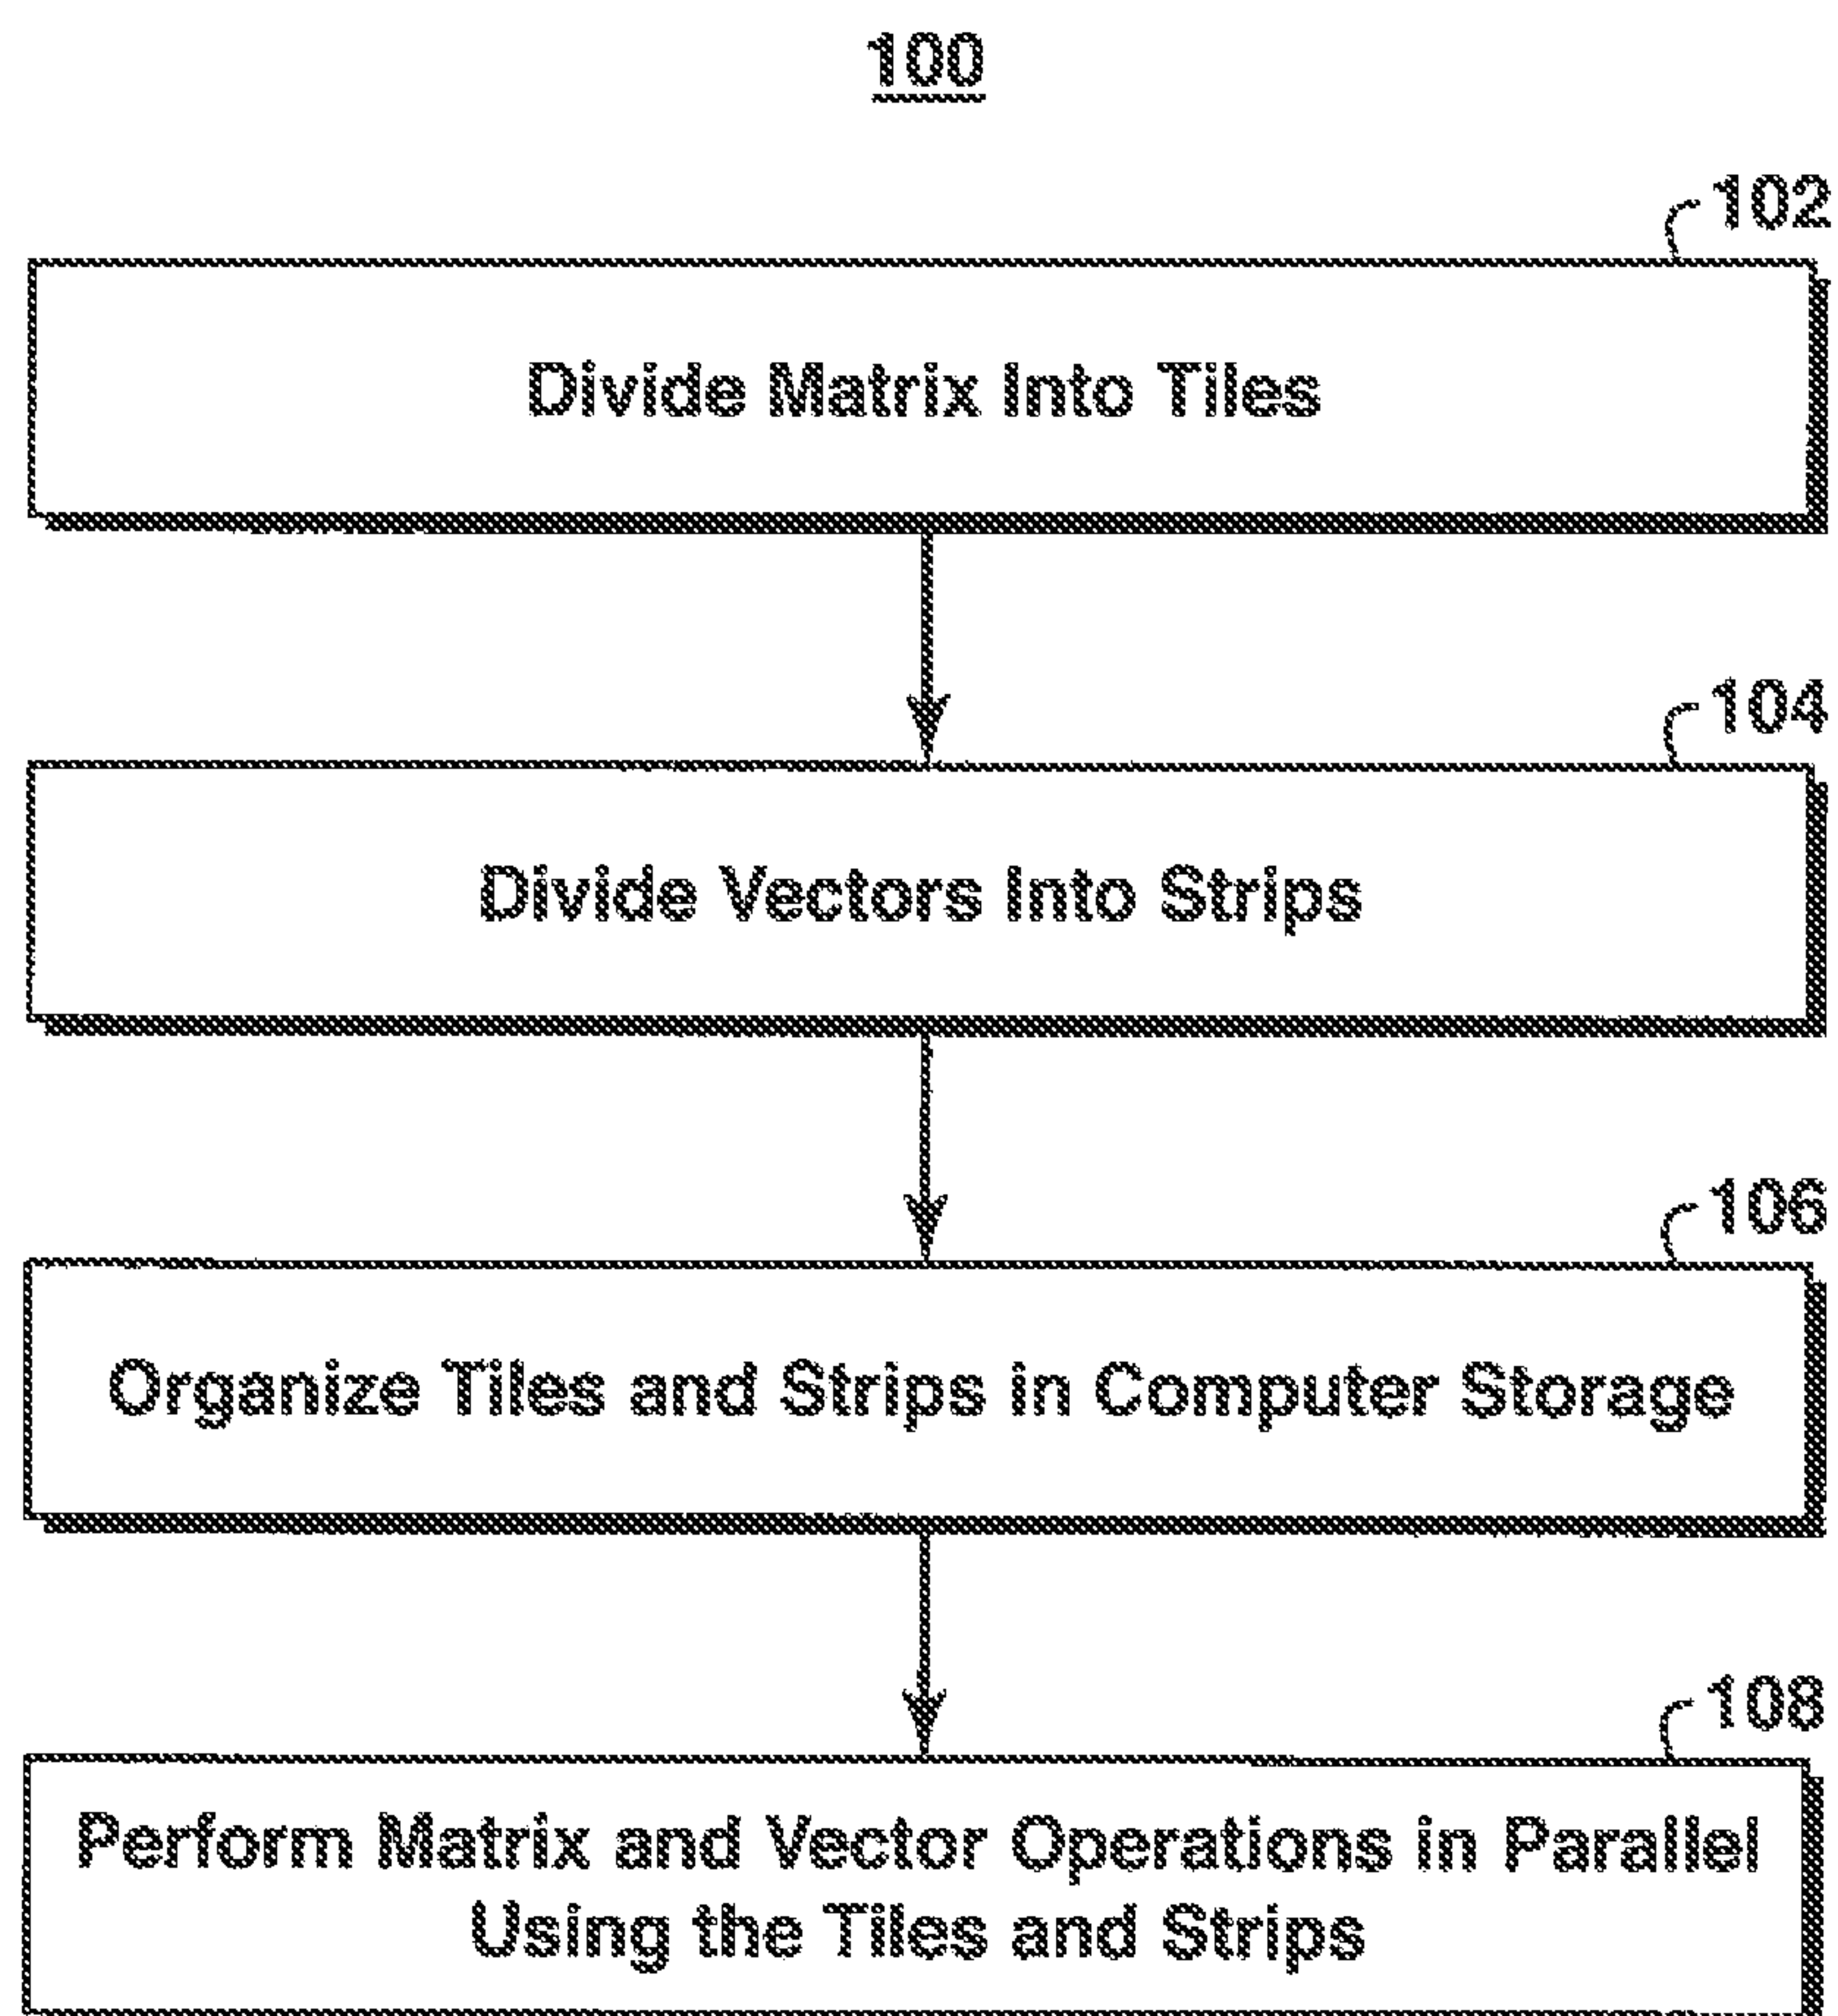 100
102
Divide Matrix Into Tiles
104
Divide Vectors Into Strips
106
Organize Tiles and Strips in Computer Storage
108
Perform Matrix and Vector Operations in Parallel
Using the Tiles and Strips